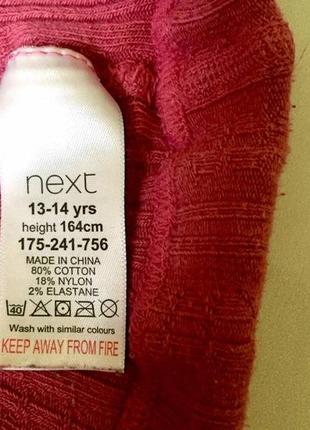 next
13-14 yrs
height 164cm
175-241-756
MADE IN CHINA
80% COTTON
18% NYLON
2% ELASTANE
40
Wash with similar colours
KEEP AWAY FROM FIRE